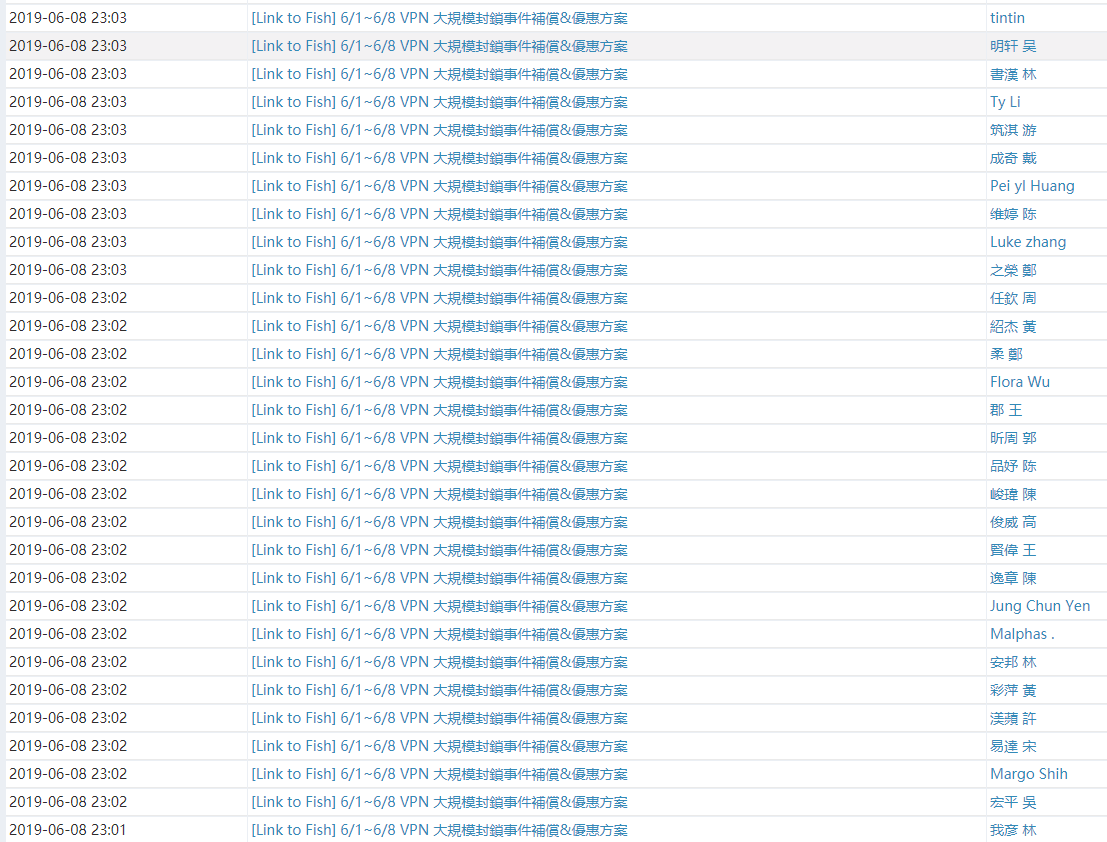 2019-06-08 23:03 [Link to Fish] 6/1~6/8 VPN 大規模封鎖事件補償&優惠方案 tintin
2019-06-08 23:03 [Link to Fish] 6/1~6/8 VPN 大規模封鎖事件補償&優惠方案 明轩 吴
2019-06-08 23:03 [Link to Fish] 6/1~6/8 VPN 大規模封鎖事件補償&優惠方案 書漢 林
2019-06-08 23:03 [Link to Fish] 6/1~6/8 VPN 大規模封鎖事件補償&優惠方案 Ty Li
2019-06-08 23:03 [Link to Fish] 6/1~6/8 VPN 大規模封鎖事件補償&優惠方案 筑淇 游
2019-06-08 23:03 [Link to Fish] 6/1~6/8 VPN 大規模封鎖事件補償&優惠方案 成奇 戴
2019-06-08 23:03 [Link to Fish] 6/1~6/8 VPN 大規模封鎖事件補償&優惠方案 Pei yl Huang
2019-06-08 23:03 [Link to Fish] 6/1~6/8 VPN 大規模封鎖事件補償&優惠方案 维婷 陈
2019-06-08 23:03 [Link to Fish] 6/1~6/8 VPN 大規模封鎖事件補償&優惠方案 Luke zhang
2019-06-08 23:03 [Link to Fish] 6/1~6/8 VPN 大規模封鎖事件補償&優惠方案 之榮 鄭
2019-06-08 23:02 [Link to Fish] 6/1~6/8 VPN 大規模封鎖事件補償&優惠方案 任欽 周
2019-06-08 23:02 [Link to Fish] 6/1~6/8 VPN 大規模封鎖事件補償&優惠方案 紹杰 黃
2019-06-08 23:02 [Link to Fish] 6/1~6/8 VPN 大規模封鎖事件補償&優惠方案 柔 鄭
2019-06-08 23:02 [Link to Fish] 6/1~6/8 VPN 大規模封鎖事件補償&優惠方案 Flora Wu
2019-06-08 23:02 [Link to Fish] 6/1~6/8 VPN 大規模封鎖事件補償&優惠方案 郡 王
2019-06-08 23:02 [Link to Fish] 6/1~6/8 VPN 大規模封鎖事件補償&優惠方案 昕周 郭
2019-06-08 23:02 [Link to Fish] 6/1~6/8 VPN 大規模封鎖事件補償&優惠方案 品妤 陈
2019-06-08 23:02 [Link to Fish] 6/1~6/8 VPN 大規模封鎖事件補償&優惠方案 峻瑋 陳
2019-06-08 23:02 [Link to Fish] 6/1~6/8 VPN 大規模封鎖事件補償&優惠方案 俊威 高
2019-06-08 23:02 [Link to Fish] 6/1~6/8 VPN 大規模封鎖事件補償&優惠方案 賢偉 王
2019-06-08 23:02 [Link to Fish] 6/1~6/8 VPN 大規模封鎖事件補償&優惠方案 逸章 陳
2019-06-08 23:02 [Link to Fish] 6/1~6/8 VPN 大規模封鎖事件補償&優惠方案 Jung Chun Yen
2019-06-08 23:02 [Link to Fish] 6/1~6/8 VPN 大規模封鎖事件補償&優惠方案 Malphas .
2019-06-08 23:02 [Link to Fish] 6/1~6/8 VPN 大規模封鎖事件補償&優惠方案 安邦 林
2019-06-08 23:02 [Link to Fish] 6/1~6/8 VPN 大規模封鎖事件補償&優惠方案 彩萍 黃
2019-06-08 23:02 [Link to Fish] 6/1~6/8 VPN 大規模封鎖事件補償&優惠方案 渼蘋 許
2019-06-08 23:02 [Link to Fish] 6/1~6/8 VPN 大規模封鎖事件補償&優惠方案 易達 宋
2019-06-08 23:02 [Link to Fish] 6/1~6/8 VPN 大規模封鎖事件補償&優惠方案 Margo Shih
2019-06-08 23:02 [Link to Fish] 6/1~6/8 VPN 大規模封鎖事件補償&優惠方案 宏平 吳
2019-06-08 23:01 [Link to Fish] 6/1~6/8 VPN 大規模封鎖事件補償&優惠方案 我彦 林